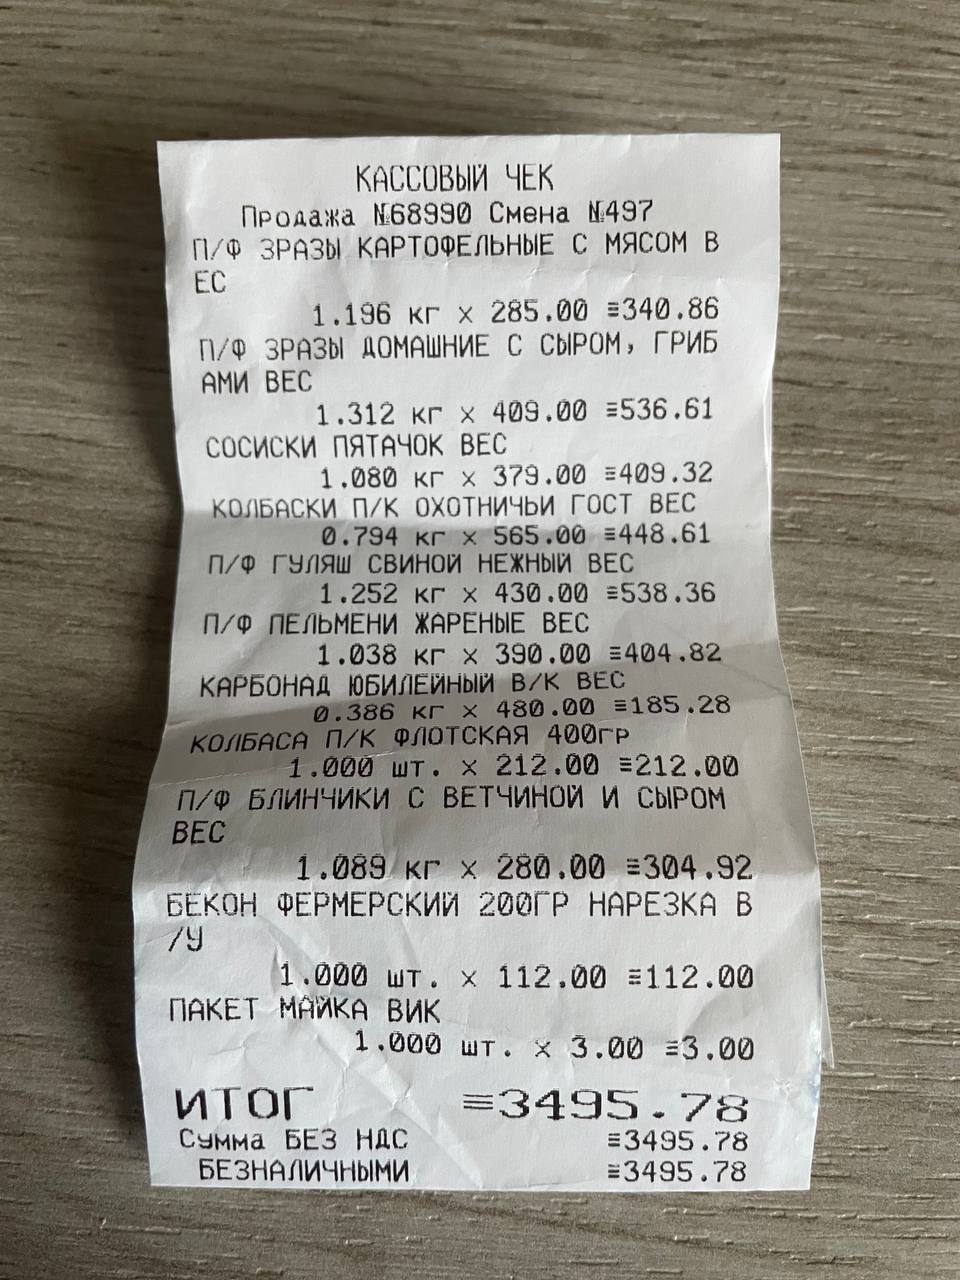 КАССОВЫЙ ЧЕК
Продажа №68990 Смена №497
П/Ф ЗРАЗЫ КАРТОФЕЛЬНЫЕ С МЯСОМ В
ЕС
1.196 кг х 285.00 ≡340.86
П/Ф ЗРАЗЫ ДОМАШНИЕ С СЫРОМ, ГРИБ
АМИ ВЕС
1.312 кг х 409.00 ≡536.61
СОСИСКИ ПЯТАЧОК ВЕС
1.080 кг х 379.00 ≡409.32
КОЛБАСКИ П/К ОХОТНИЧЬИ ГОСТ ВЕС
0.794 кг х 565.00 ≡448.61
П/Ф ГУЛЯШ СВИНОЙ НЕЖНЫЙ ВЕС
1.252 кг х 430.00 ≡538.36
П/Ф ПЕЛЬМЕНИ ЖАРЕНЫЕ ВЕС
1.038 кг х 390.00 ≡404.82
КАРБОНАД ЮБИЛЕЙНЫЙ В/К ВЕС
0.386 кг х 480.00 ≡185.28
КОЛБАСА П/К ФЛОТСКАЯ 400гр
1.000 шт. х 212.00 ≡212.00
П/Ф БЛИНЧИКИ С ВЕТЧИНОЙ И СЫРОМ
ВЕС
1.089 кг х 280.00 ≡304.92
БЕКОН ФЕРМЕРСКИЙ 200ГР НАРЕЗКА В
/У
1.000 шт. х 112.00 ≡112.00
ПАКЕТ МАЙКА ВИК
1.000 шт. х 3.00 ≡3.00
ИТОГ ≡3495.78
Сумма БЕЗ НДС ≡3495.78
БЕЗНАЛИЧНЫМИ ≡3495.78